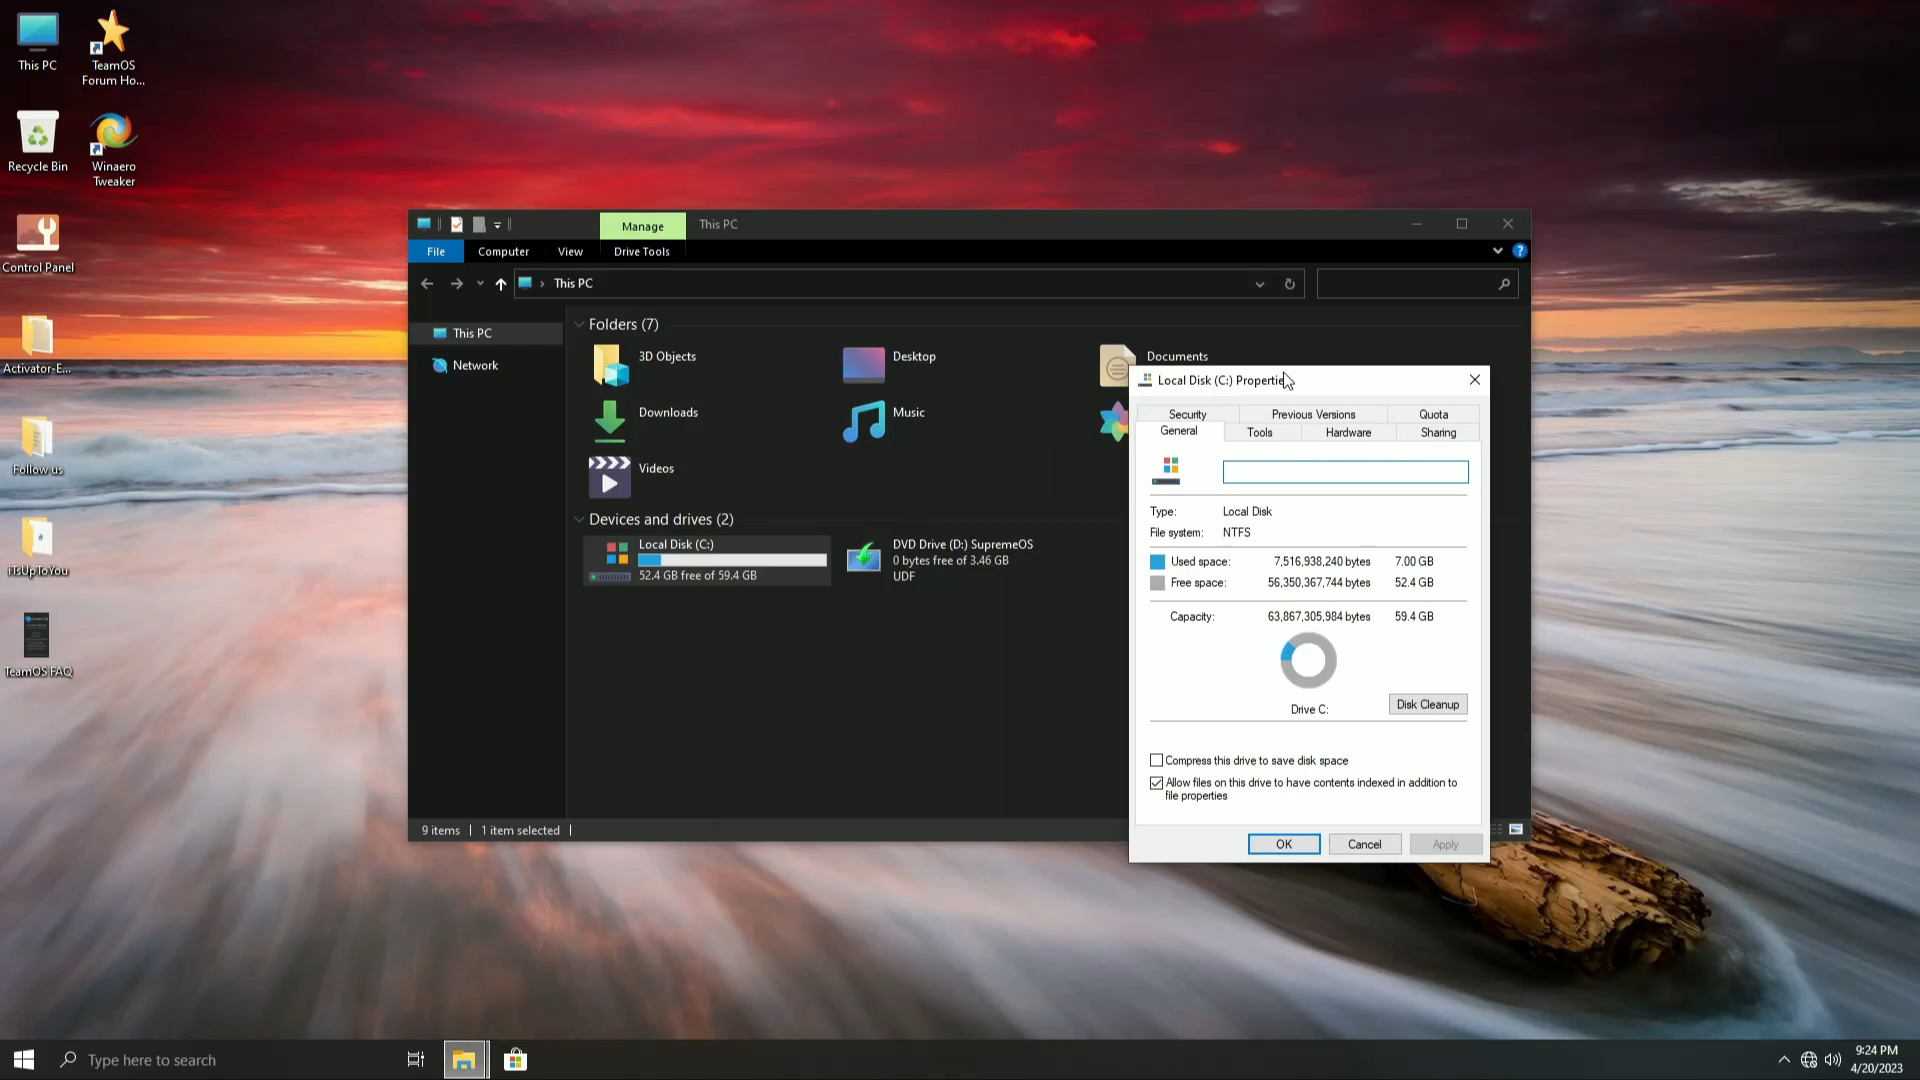 This PC
TeamOS
Forum Ho...
Recycle Bin
Winaero
Tweaker
Control Panel
Activator-E...
Follow us
iTsUpToYou
TeamOS FAQ
Manage
This PC
File
Computer
View
Drive Tools
This PC
This PC
Network
Folders (7)
3D Objects
Desktop
Documents
Downloads
Music
Videos
Devices and drives (2)
Local Disk (C:)
52.4 GB free of 59.4 GB
DVD Drive (D:) SupremeOS
0 bytes free of 3.46 GB
UDF
9 items
1 item selected
Local Disk (C:) Propertie
Security
Previous Versions
Quota
General
Tools
Hardware
Sharing
Type: Local Disk
File system: NTFS
Used space: 7,516,938,240 bytes 7.00 GB
Free space: 56,350,367,744 bytes 52.4 GB
Capacity: 63,867,305,984 bytes 59.4 GB
Drive C:
Disk Cleanup
Compress this drive to save disk space
Allow files on this drive to have contents indexed in addition to
file properties
OK
Cancel
Apply
Type here to search
9:24 PM
4/20/2023